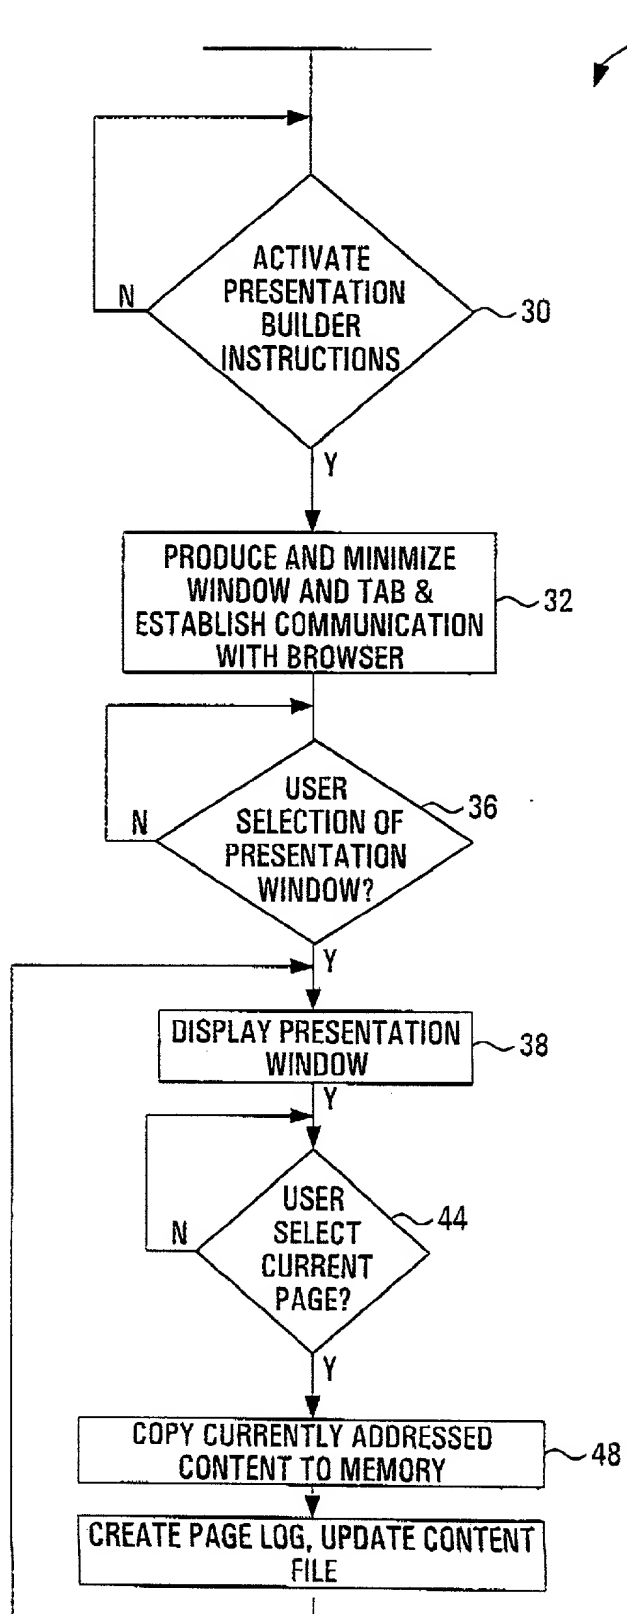 ACTIVATE
PRESENTATION
BUILDER
INSTRUCTIONS
N
30
Y
PRODUCE AND MINIMIZE
WINDOW AND TAB &
ESTABLISH COMMUNICATION
WITH BROWSER
32
USER
SELECTION OF
PRESENTATION
WINDOW?
36
N
Y
DISPLAY PRESENTATION
WINDOW
38
Y
USER
SELECT
CURRENT
PAGE?
44
N
Y
COPY CURRENTLY ADDRESSED
CONTENT TO MEMORY
48
CREATE PAGE LOG, UPDATE CONTENT
FILE